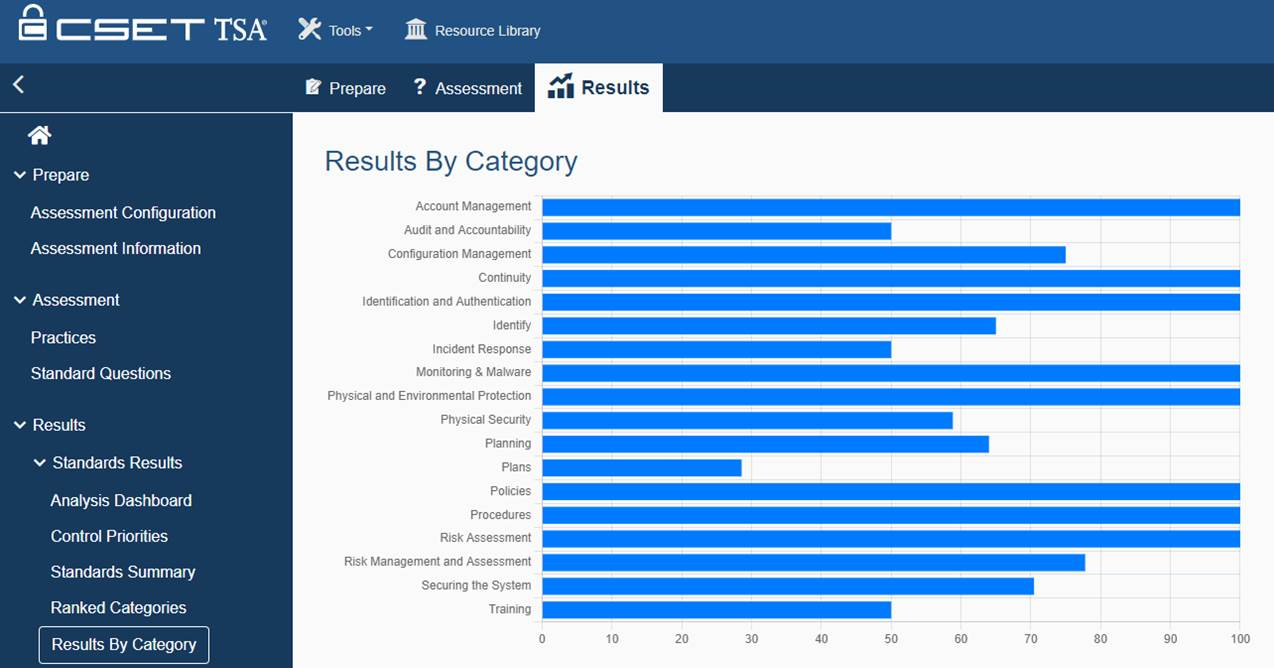 CSET TSA Tools Resource Library
Prepare Assessment Results
Prepare
Assessment Configuration
Assessment Information
Assessment
Practices
Standard Questions
Results
Standards Results
Analysis Dashboard
Control Priorities
Standards Summary
Ranked Categories
Results By Category
Results By Category
Account Management
Audit and Accountability
Configuration Management
Continuity
Identification and Authentication
Identify
Incident Response
Monitoring & Malware
Physical and Environmental Protection
Physical Security
Planning
Plans
Policies
Procedures
Risk Assessment
Risk Management and Assessment
Securing the System
Training
0 10 20 30 40 50 60 70 80 90 100